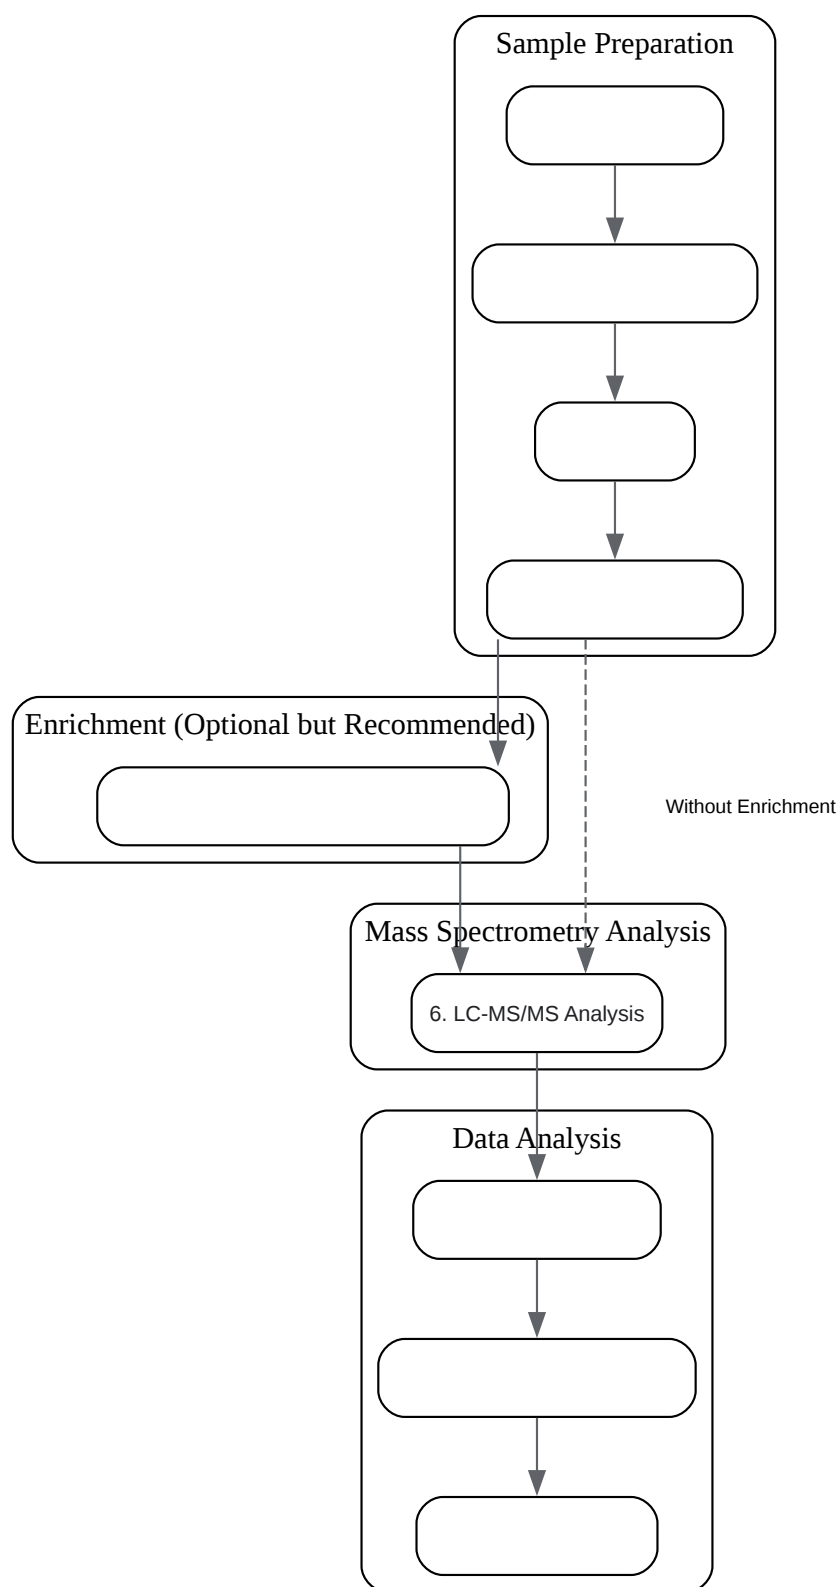 Sample Preparation
Enrichment (Optional but Recommended)
Without Enrichment
Mass Spectrometry Analysis
6. LC-MS/MS Analysis
Data Analysis